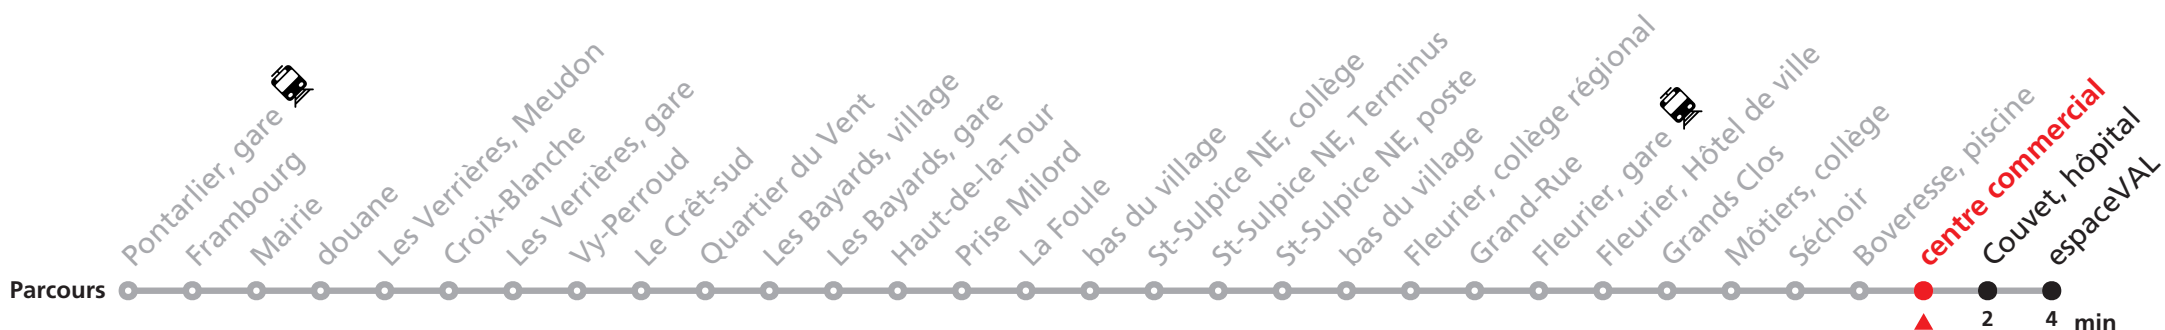 Pontarlier, gare
Frambourg
Mairie
douane
Les Verrières, Meudon
Croix-Blanche
Les Verrières, gare
Vy-Perroud
Le Crêt-sud
Quartier du Vent
Les Bayards, village
Les Bayards, gare
Haut-de-la-Tour
Prise Milord
La Foule
bas du village
St-Sulpice NE, collège
St-Sulpice NE, Terminus
St-Sulpice NE, poste
bas du village
Fleurier, collège régional
Grand-Rue
Fleurier, gare
Fleurier, Hôtel de ville
Grands Clos
Môtiers, collège
Séchoir
Boveresse, piscine
centre commercial
Couvet, hôpital
espaceVAL
Parcours
2 4 min